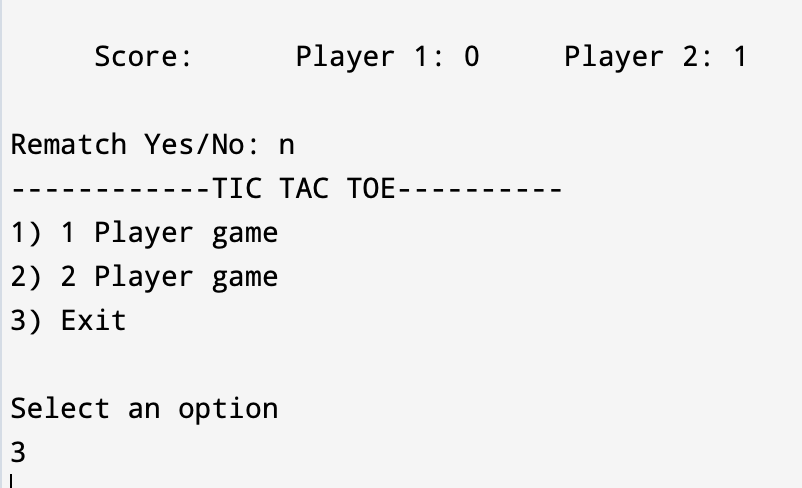 Score:      Player 1: 0     Player 2: 1
Rematch Yes/No: n
------------TIC TAC TOE----------
1) 1 Player game
2) 2 Player game
3) Exit
Select an option
3